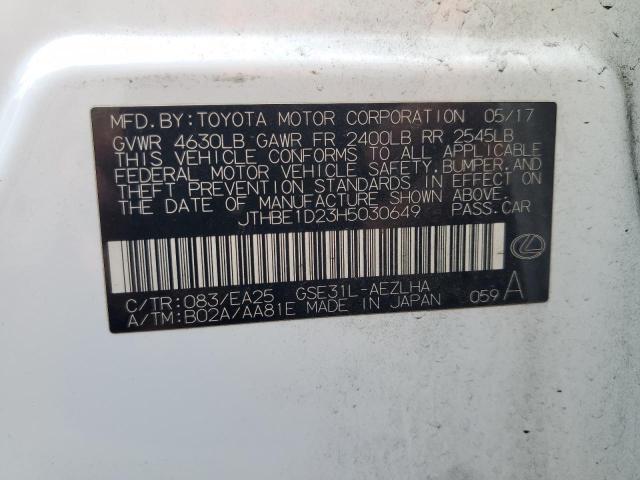 MFD. BY: TOYOTA MOTOR CORPORATION 05/17
GVWR 4630LB GAWR FR 2400LB RR 2545LB
THIS VEHICLE CONFORMS TO ALL APPLICABLE
FEDERAL MOTOR VEHICLE SAFETY, BUMPER, AND
THEFT PREVENTION STANDARDS IN EFFECT ON
THE DATE OF MANUFACTURE SHOWN ABOVE.
JTHBE1D23H5030649 PASS. CAR
C/TR: 083/EA25 GSE31L-AEZLHA
A/TM: B02A/AA81E MADE IN JAPAN 059 A